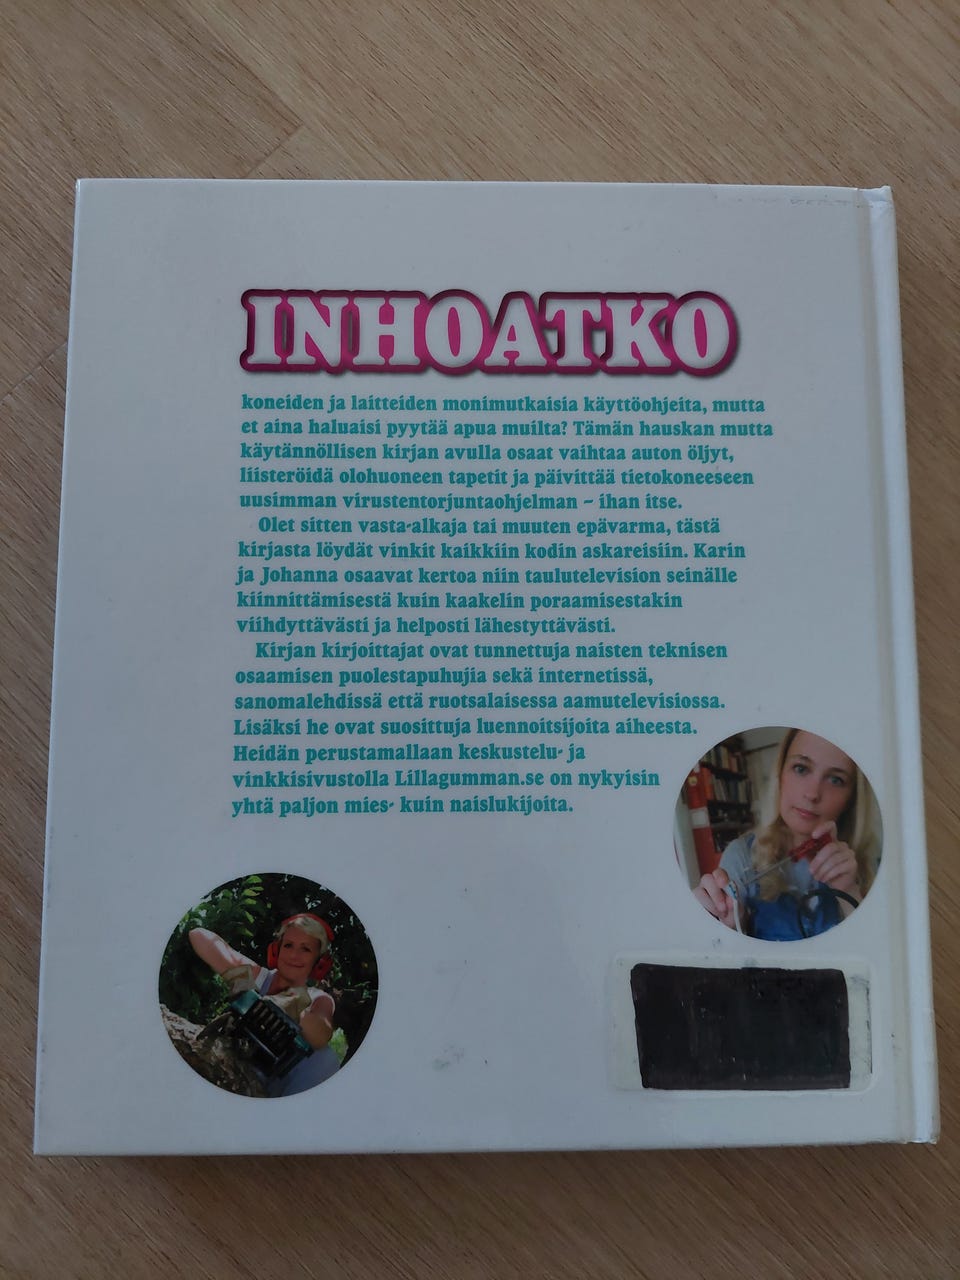 INHOATKO
koneiden ja laitteiden monimutkaisia käyttöohjeita, mutta
et aina haluaisi pyytää apua muilta? Tämän hauskan mutta
käytännöllisen kirjan avulla osaat vaihtaa auton öljyt,
liisteröidä olohuoneen tapetit ja päivittää tietokoneeseen
uusimman virustentorjuntaohjelman – ihan itse.
Olet sitten vasta-alkaja tai muuten epävarma, tästä
kirjasta löydät vinkit kaikkiin kodin askareisiin. Karin
ja Johanna osaavat kertoa niin taulutelevision seinälle
kiinnittämisestä kuin kaakelin poraamisestakin
viihdyttävästi ja helposti lähestyttävästi.
Kirjan kirjoittajat ovat tunnettuja naisten teknisen
osaamisen puolestapuhujia sekä internetissä,
sanomalehdissä että ruotsalaisessa aamutelevisiossa.
Lisäksi he ovat suosittuja luennoitsijoita aiheesta.
Heidän perustamallaan keskustelu- ja
vinkkisivustolla Lillagumman.se on nykyisin
yhtä paljon mies- kuin naislukijoita.